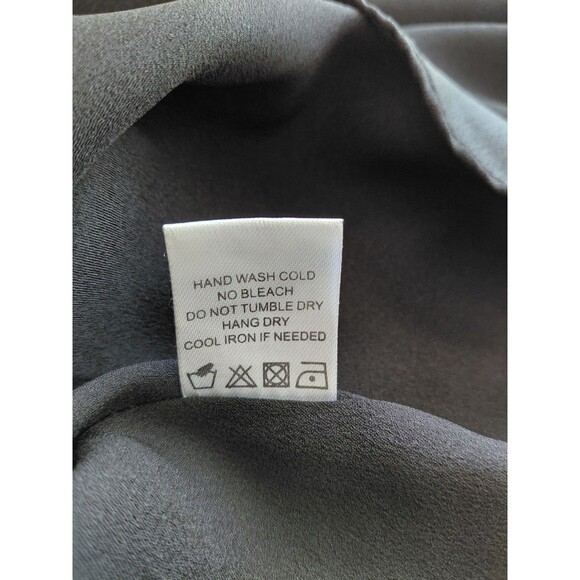 HAND WASH COLD
NO BLEACH
DO NOT TUMBLE DRY
HANG DRY
COOL IRON IF NEEDED